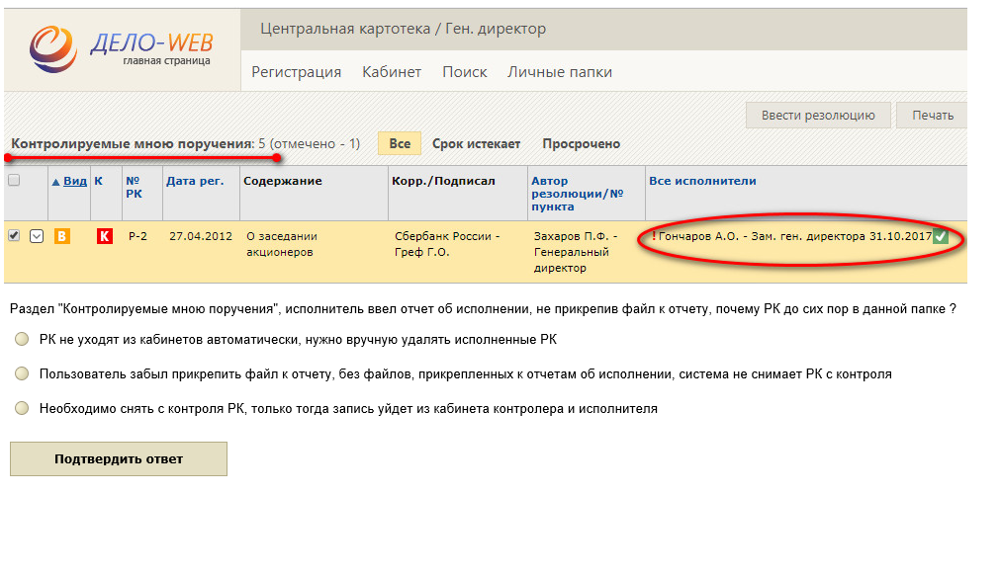 Центральная картотека / Ген. директор
ДЕЛО-WEB
главная страница
Регистрация Кабинет Поиск Личные папки
Ввести резолюцию Печать
Контролируемые мною поручения: 5 (отмечено - 1) Все Срок истекает Просрочено
Вид К № РК Дата рег. Содержание Корр./Подписал Автор резолюции/№ пункта Все исполнители
В К Р-2 27.04.2012 О заседании акционеров Сбербанк России - Греф Г.О. Захаров П.Ф. - Генеральный директор !Гончаров А.О. - Зам. ген. директора 31.10.2017
Раздел "Контролируемые мною поручения", исполнитель ввел отчет об исполнении, не прикрепив файл к отчету, почему РК до сих пор в данной папке ?
РК не уходят из кабинетов автоматически, нужно вручную удалять исполненные РК
Пользователь забыл прикрепить файл к отчету, без файлов, прикрепленных к отчетам об исполнении, система не снимает РК с контроля
Необходимо снять с контроля РК, только тогда запись уйдет из кабинета контролера и исполнителя
Подтвердить ответ